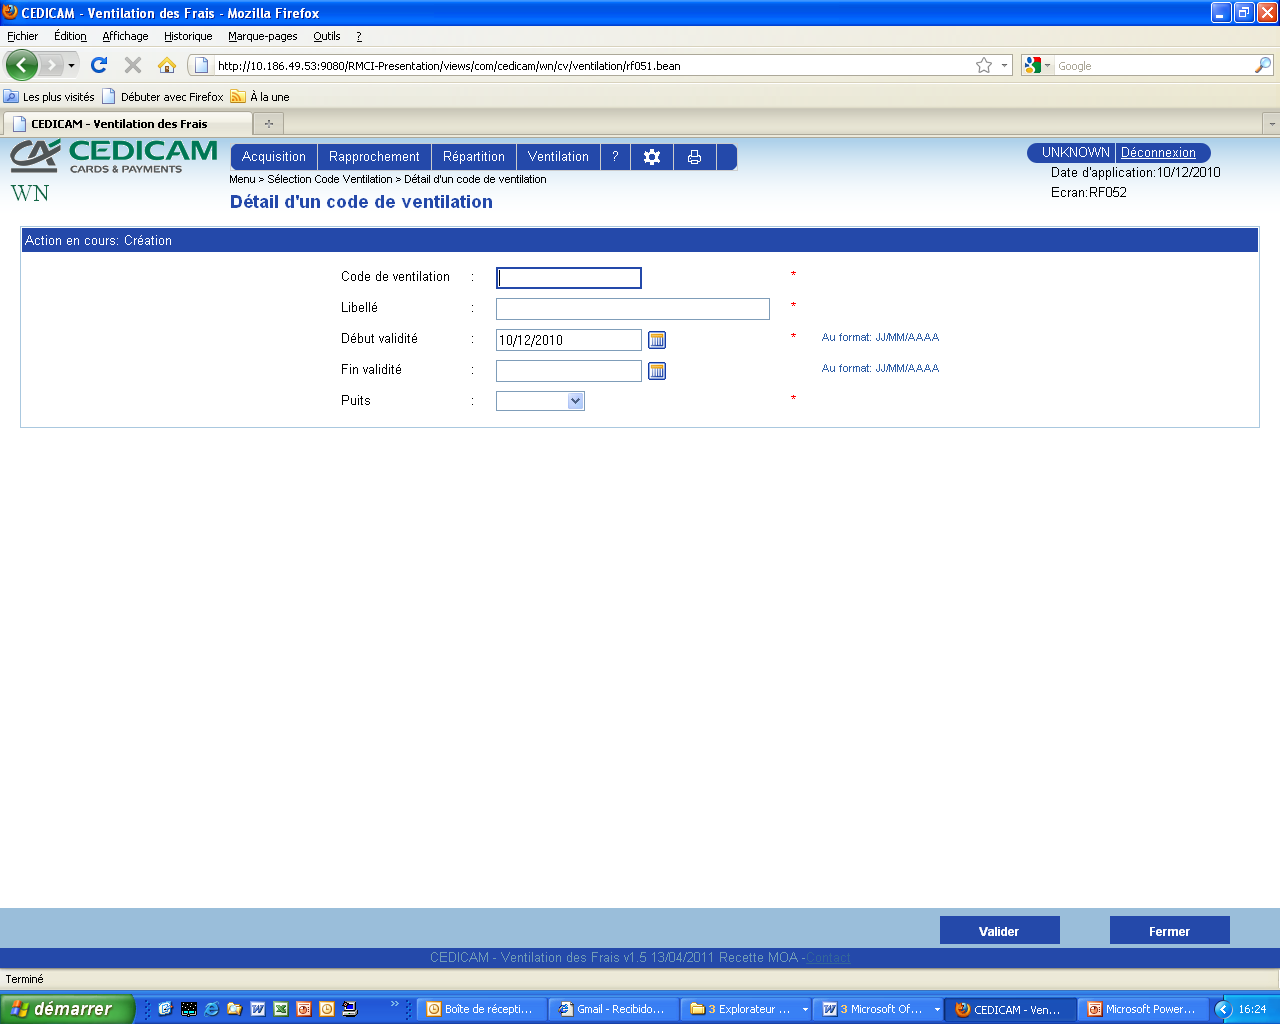 CEDICAM - Ventilation des Frais - Mozilla Firefox
Fichier Édition Affichage Historique Marque-pages Outils ?
http://10.186.49.53:9080/RMCI-Presentation/views/com/cedicam/wn/cv/ventilation/rf051.bean
Google
Les plus visités Débuter avec Firefox À la une
CEDICAM - Ventilation des Frais
CA CEDICAM
CARDS & PAYMENTS
WN
Acquisition Rapprochement Répartition Ventilation ?
UNKNOWN Déconnexion
Menu > Sélection Code Ventilation > Détail d'un code de ventilation
Date d'application:10/12/2010
Détail d'un code de ventilation
Ecran:RF052
Action en cours: Création
Code de ventilation : *
Libellé : *
Début validité : 10/12/2010 * Au format: JJ/MM/AAAA
Fin validité : Au format: JJ/MM/AAAA
Puits : *
Valider Fermer
CEDICAM - Ventilation des Frais v1.5 13/04/2011 Recette MOA -Contact
Terminé
démarrer
Boîte de récepti... Gmail - Recibido... 3 Explorateur ... 3 Microsoft Of... CEDICAM - Ven... Microsoft Power... 16:24